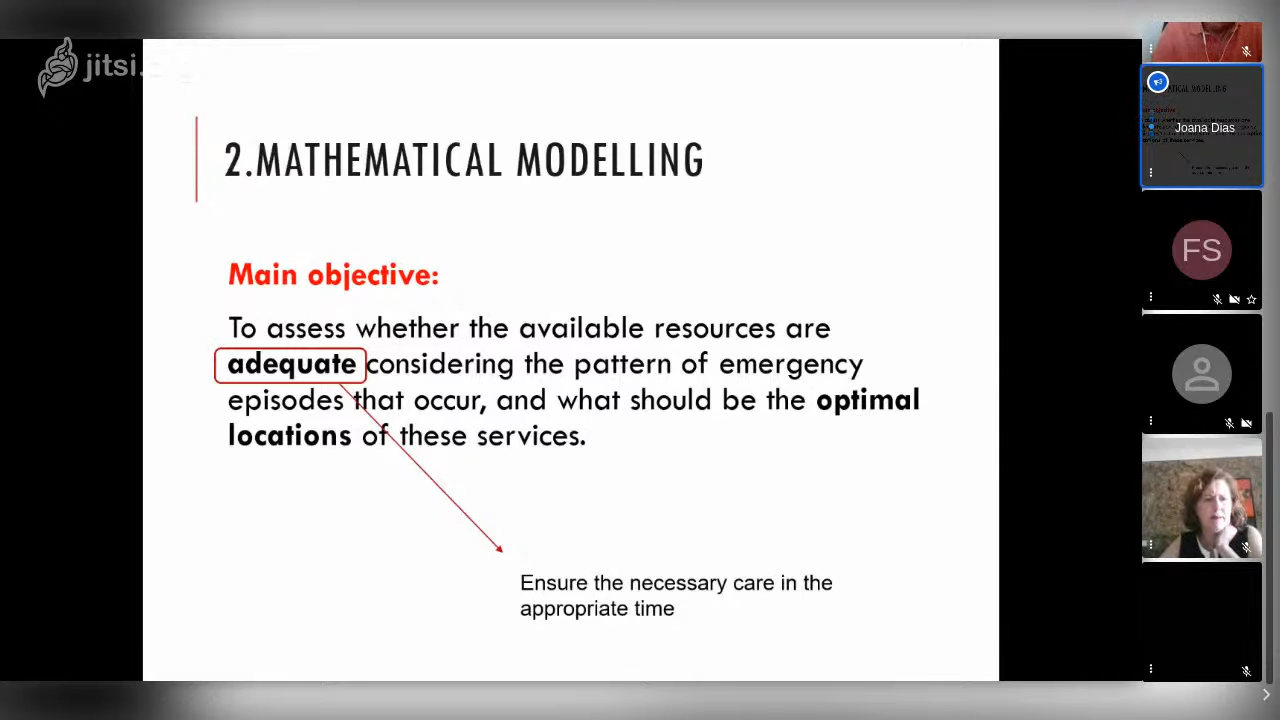 jitsi.
2.MATHEMATICAL MODELLING
Main objective:
To assess whether the available resources are
adequate considering the pattern of emergency
episodes that occur, and what should be the optimal
locations of these services.
Ensure the necessary care in the
appropriate time
Joana Dias
FS